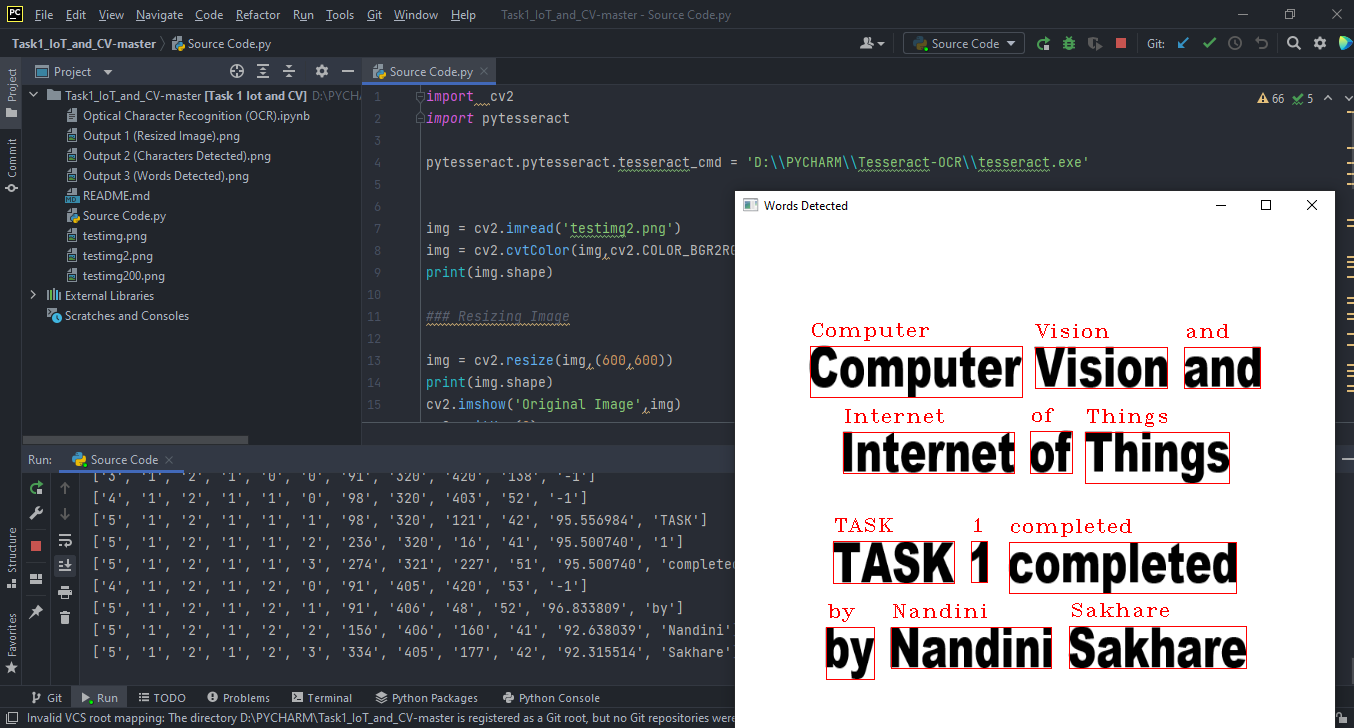 File Edit View Navigate Code Refactor Run Tools Git Window Help Task1_IoT_and_CV-master - Source Code.py
Task1_IoT_and_CV-master Source Code.py Source Code Git:
Project
Project
Commit
Structure
Favorites
Task1_IoT_and_CV-master [Task 1 Iot and CV] D:\PYCHA
Optical Character Recognition (OCR).ipynb
Output 1 (Resized Image).png
Output 2 (Characters Detected).png
Output 3 (Words Detected).png
README.md
Source Code.py
testimg.png
testimg2.png
testimg200.png
External Libraries
Scratches and Consoles
Source Code.py
66 5
1 import cv2
2 import pytesseract
3
4 pytesseract.pytesseract.tesseract_cmd = 'D:\\PYCHARM\\Tesseract-OCR\\tesseract.exe'
5
6
7 img = cv2.imread('testimg2.png')
8 img = cv2.cvtColor(img,cv2.COLOR_BGR2RG
9 print(img.shape)
10
11 ### Resizing Image
12
13 img = cv2.resize(img,(600,600))
14 print(img.shape)
15 cv2.imshow('Original Image',img)
Run: Source Code
['3', '1', '2', '1', '0', '0', '91', '320', '420', '138', '-1']
['4', '1', '2', '1', '1', '0', '98', '320', '403', '52', '-1']
['5', '1', '2', '1', '1', '1', '98', '320', '121', '42', '95.556984', 'TASK']
['5', '1', '2', '1', '1', '2', '236', '320', '16', '41', '95.500740', '1']
['5', '1', '2', '1', '1', '3', '274', '321', '227', '51', '95.500740', 'completed
['4', '1', '2', '1', '2', '0', '91', '405', '420', '53', '-1']
['5', '1', '2', '1', '2', '1', '91', '406', '48', '52', '96.833809', 'by']
['5', '1', '2', '1', '2', '2', '156', '406', '160', '41', '92.638039', 'Nandini'
['5', '1', '2', '1', '2', '3', '334', '405', '177', '42', '92.315514', 'Sakhare'
Words Detected
Computer Vision and
Computer Vision and
Internet of Things
Internet of Things
TASK 1 completed
TASK 1 completed
by Nandini Sakhare
by Nandini Sakhare
Git Run TODO Problems Terminal Python Packages Python Console
Invalid VCS root mapping: The directory D:\PYCHARM\Task1_IoT_and_CV-master is registered as a Git root, but no Git repositories were